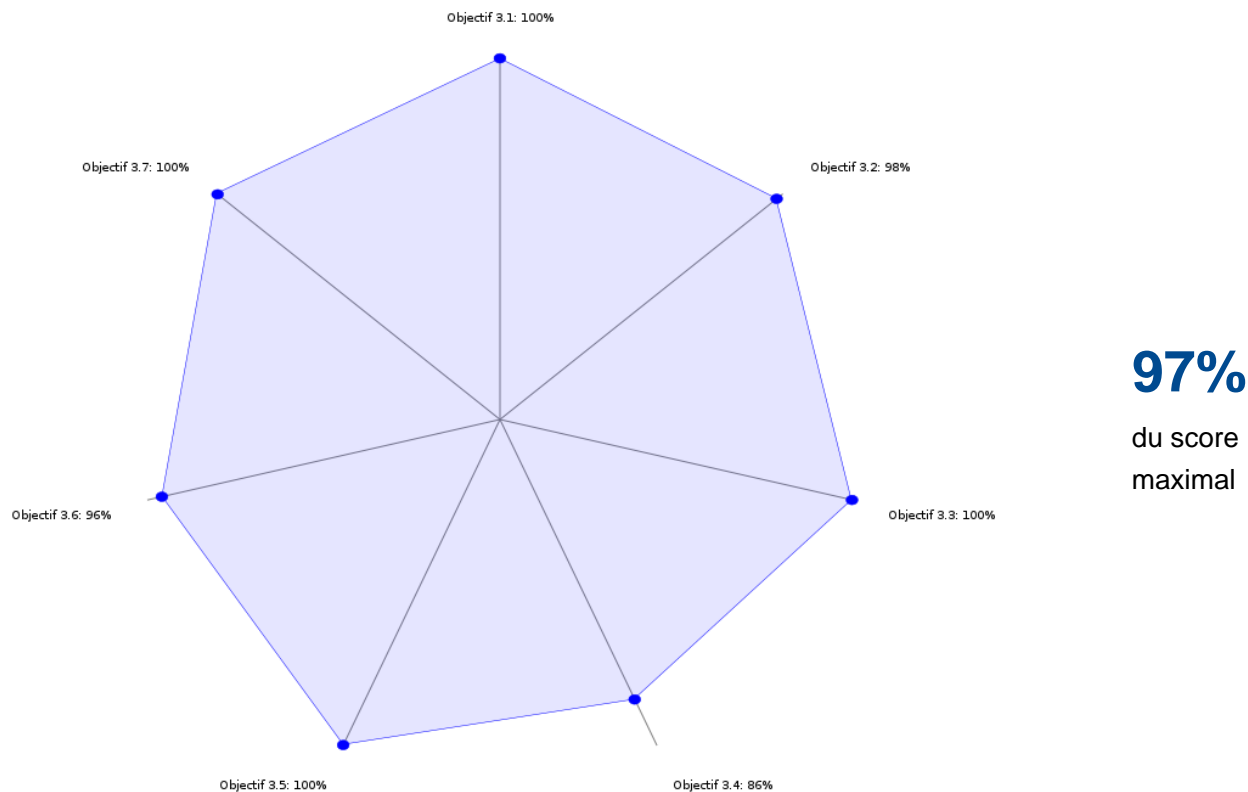 Objectif 3.1: 100%
Objectif 3.7: 100%
Objectif 3.2: 98%
97%
du score
maximal
Objectif 3.6: 96%
Objectif 3.3: 100%
Objectif 3.5: 100%
Objectif 3.4: 86%